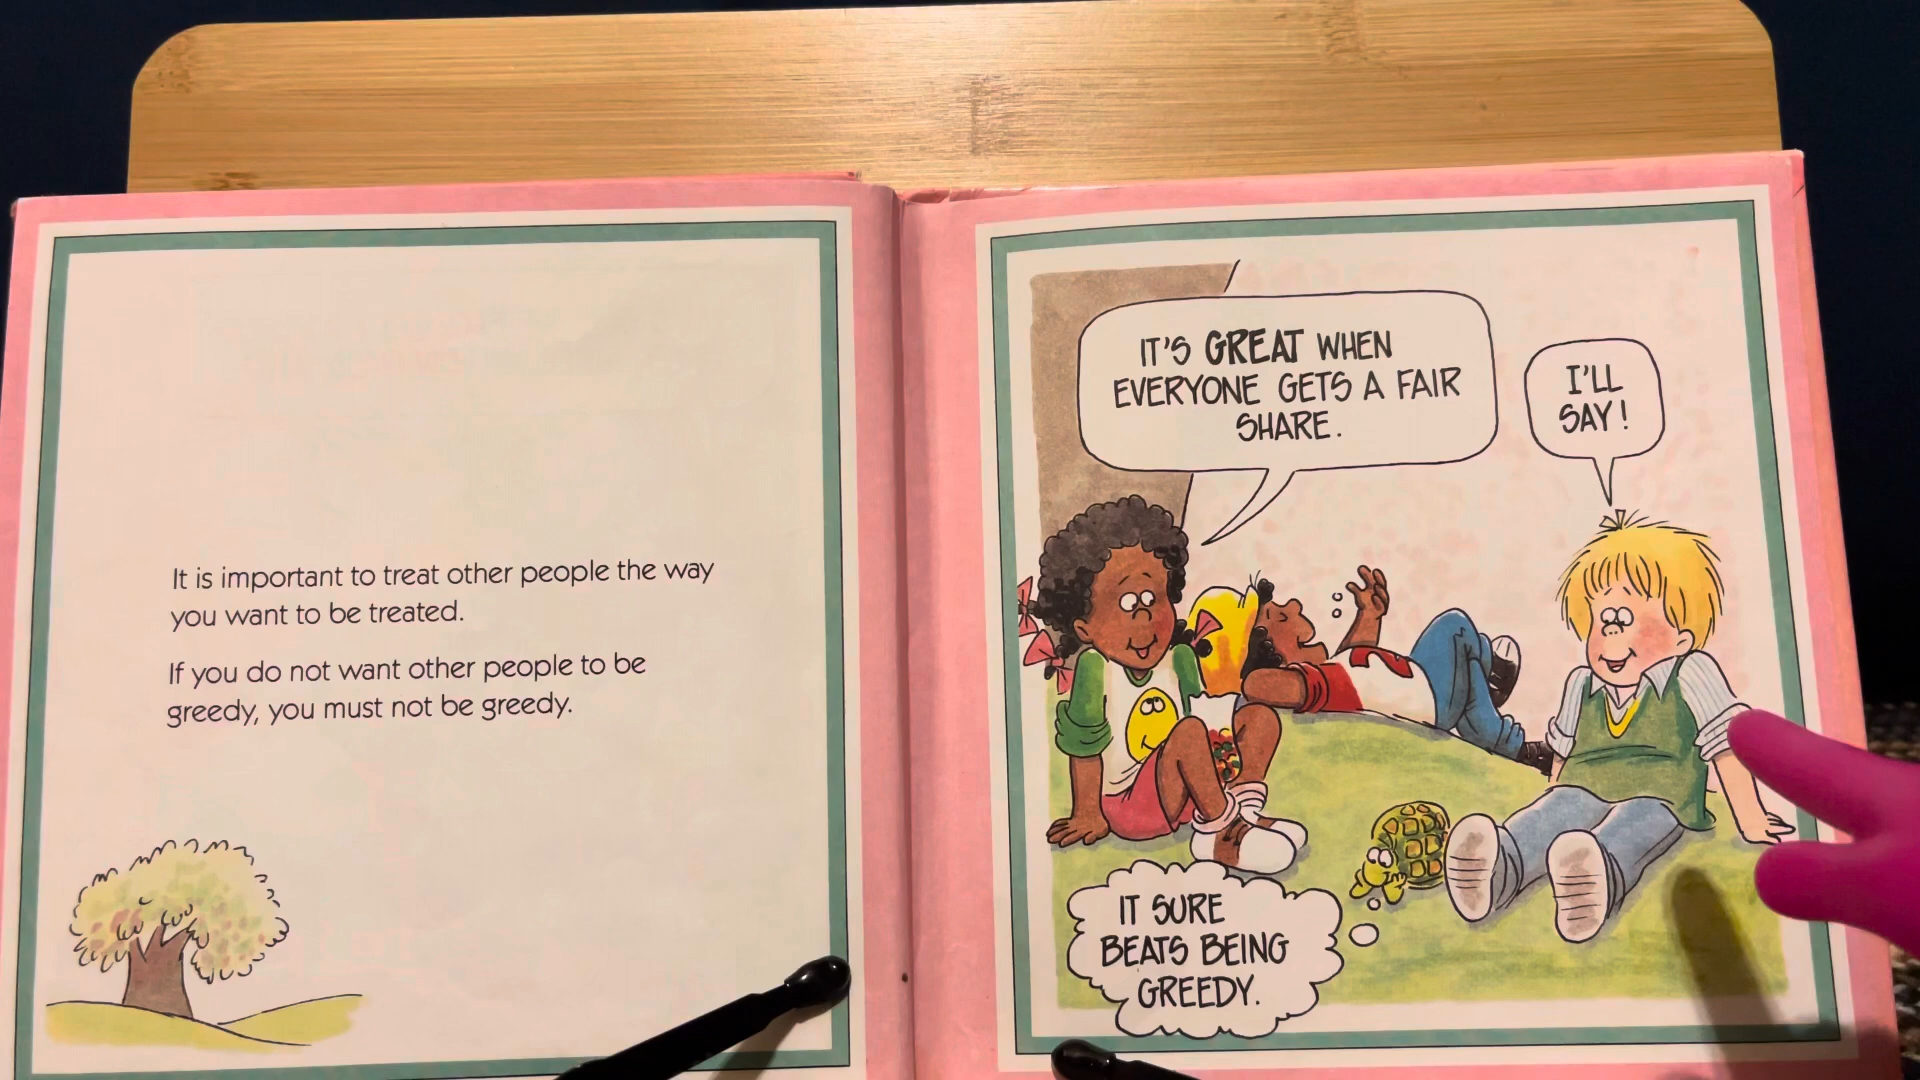 It is important to treat other people the way
you want to be treated.
If you do not want other people to be
greedy, you must not be greedy.
IT'S GREAT WHEN
EVERYONE GETS A FAIR
SHARE.
I'LL
SAY!
IT SURE
BEATS BEING
GREEDY.